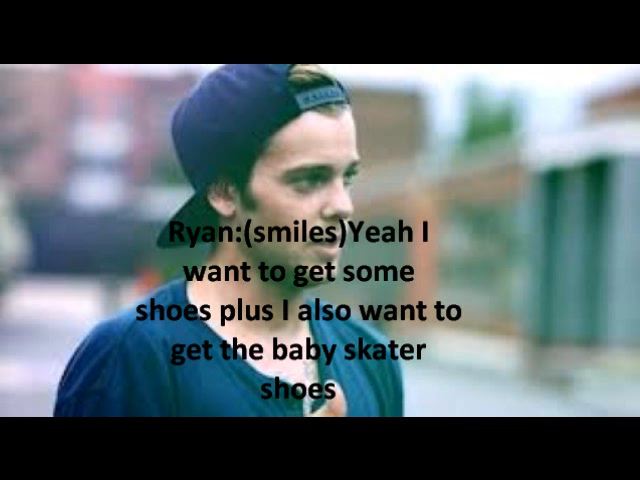 Ryan:(smiles)Yeah I
want to get some
shoes plus I also want to
get the baby skater
shoes